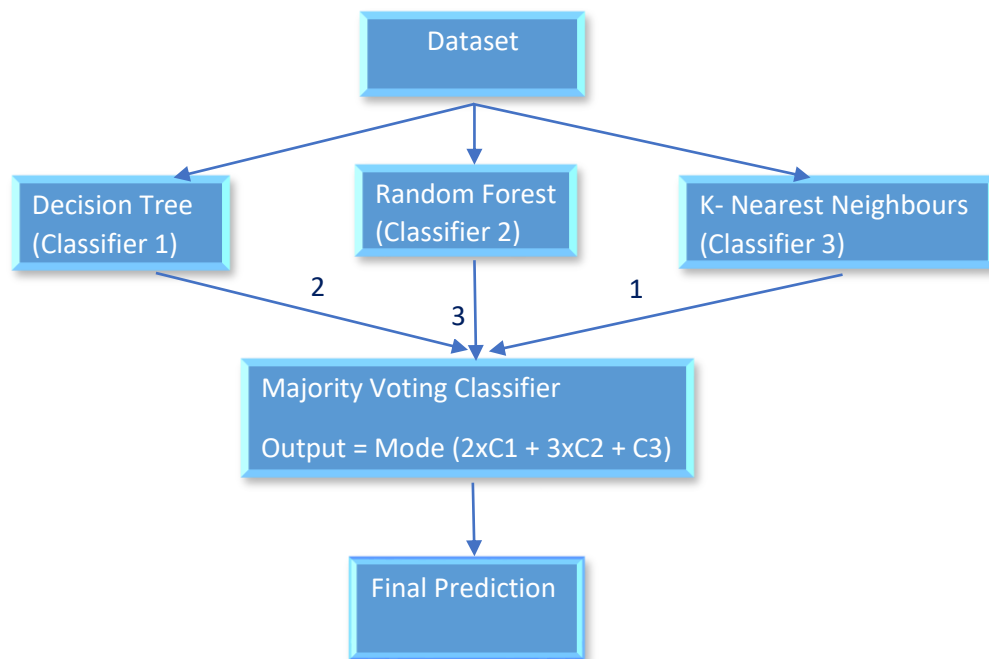 Dataset
Decision Tree
(Classifier 1)
Random Forest
(Classifier 2)
K- Nearest Neighbours
(Classifier 3)
2
3
1
Majority Voting Classifier
Output = Mode (2xC1 + 3xC2 + C3)
Final Prediction